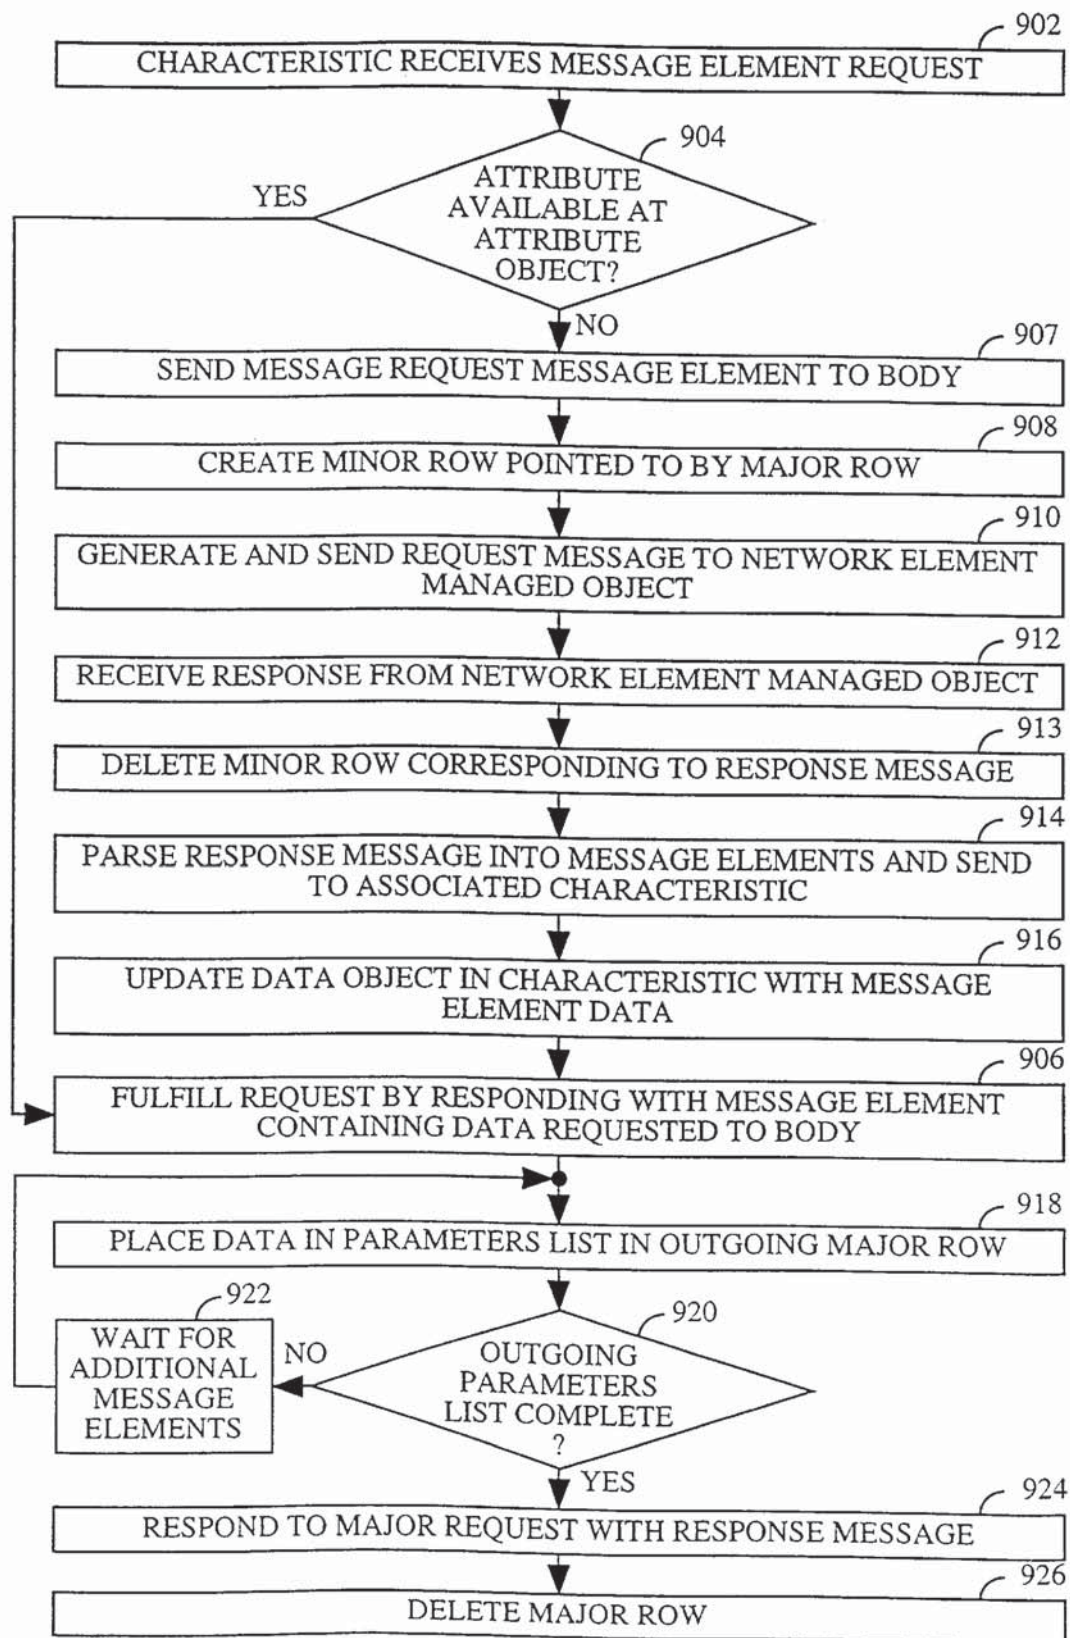 902
CHARACTERISTIC RECEIVES MESSAGE ELEMENT REQUEST
904
YES
ATTRIBUTE
AVAILABLE AT
ATTRIBUTE
OBJECT?
NO
907
SEND MESSAGE REQUEST MESSAGE ELEMENT TO BODY
908
CREATE MINOR ROW POINTED TO BY MAJOR ROW
910
GENERATE AND SEND REQUEST MESSAGE TO NETWORK ELEMENT
MANAGED OBJECT
912
RECEIVE RESPONSE FROM NETWORK ELEMENT MANAGED OBJECT
913
DELETE MINOR ROW CORRESPONDING TO RESPONSE MESSAGE
914
PARSE RESPONSE MESSAGE INTO MESSAGE ELEMENTS AND SEND
TO ASSOCIATED CHARACTERISTIC
916
UPDATE DATA OBJECT IN CHARACTERISTIC WITH MESSAGE
ELEMENT DATA
906
FULFILL REQUEST BY RESPONDING WITH MESSAGE ELEMENT
CONTAINING DATA REQUESTED TO BODY
918
PLACE DATA IN PARAMETERS LIST IN OUTGOING MAJOR ROW
922
WAIT FOR
ADDITIONAL
MESSAGE
ELEMENTS
NO
920
OUTGOING
PARAMETERS
LIST COMPLETE
?
YES
924
RESPOND TO MAJOR REQUEST WITH RESPONSE MESSAGE
926
DELETE MAJOR ROW